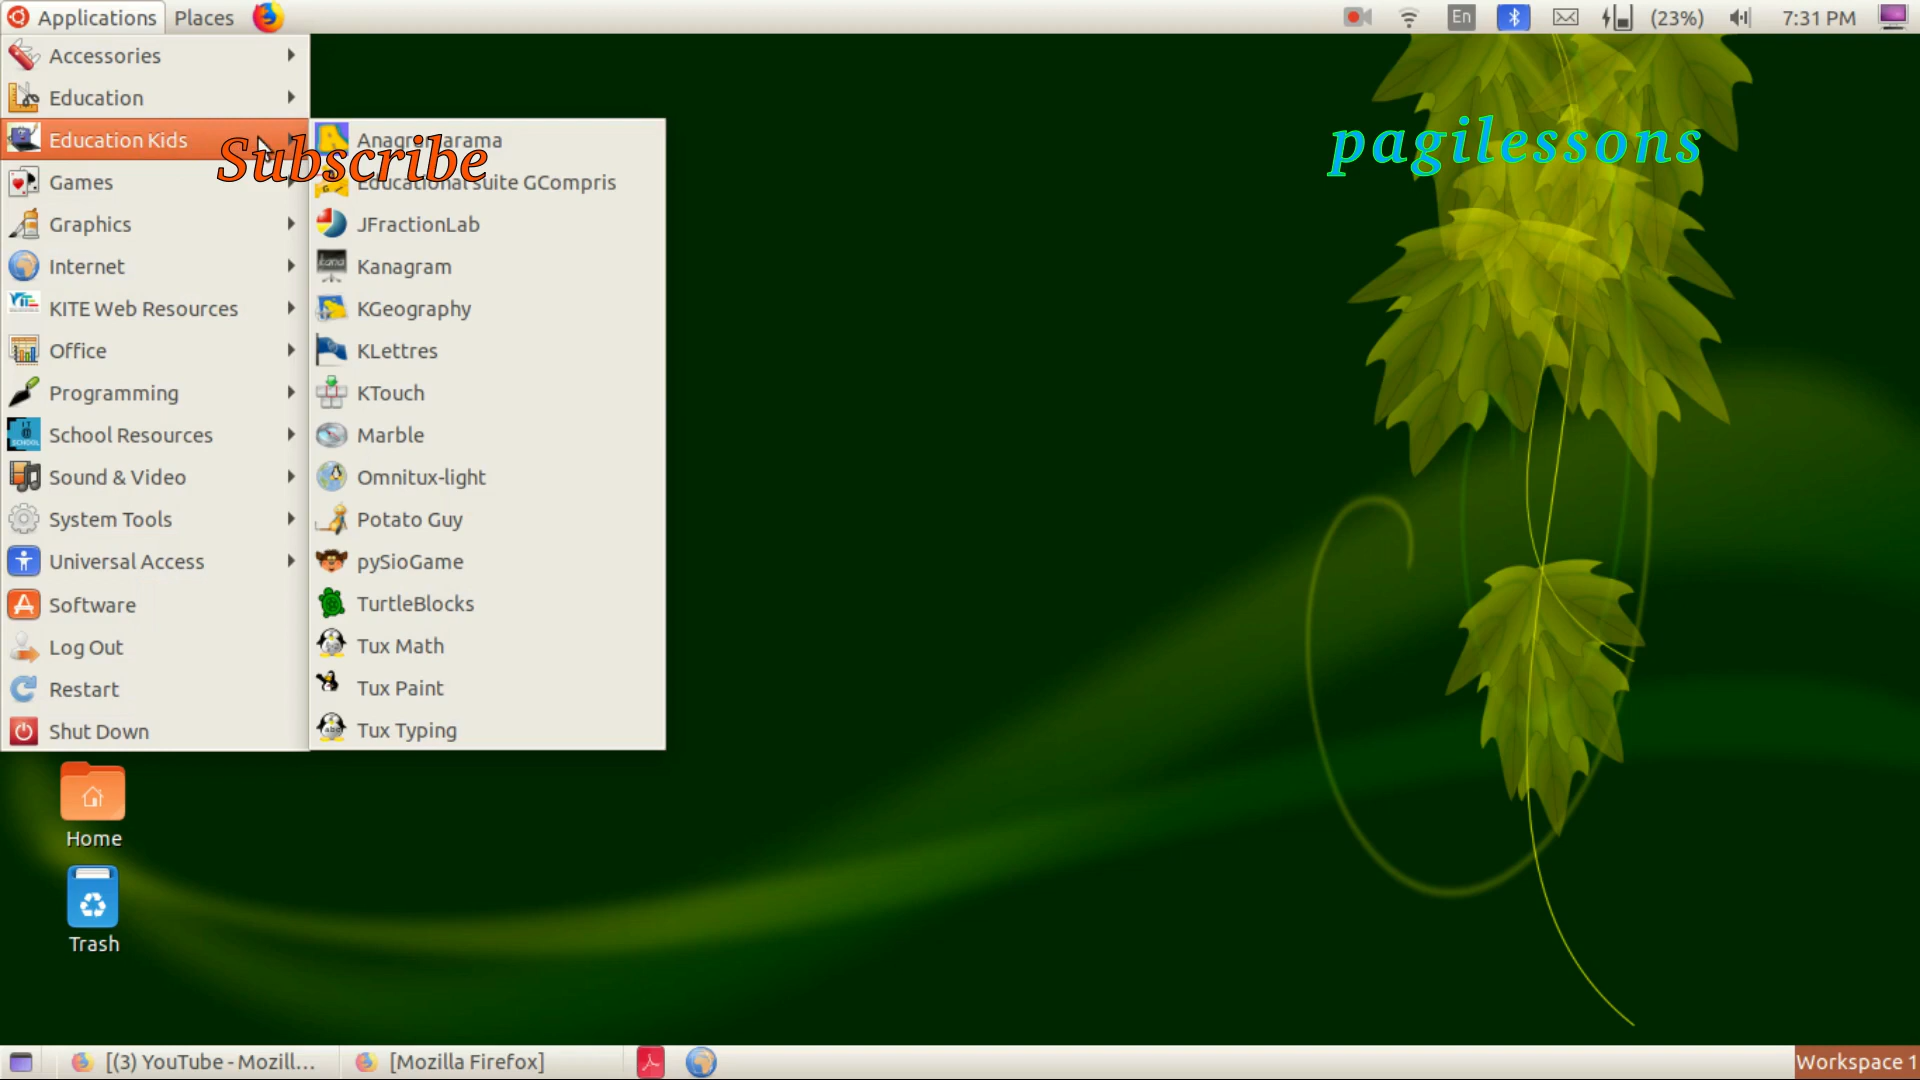 Applications Places En (23%) 7:31 PM
Accessories
Education
Education Kids
Games
Graphics
Internet
KITE Web Resources
Office
Programming
School Resources
Sound & Video
System Tools
Universal Access
Software
Log Out
Restart
Shut Down
Subscribe
Educational suite GCompris
JFractionLab
Kanagram
KGeography
KLettres
KTouch
Marble
Omnitux-light
Potato Guy
pySioGame
TurtleBlocks
Tux Math
Tux Paint
Tux Typing
pagilessons
Home
Trash
[(3) YouTube - Mozill... [Mozilla Firefox] Workspace 1